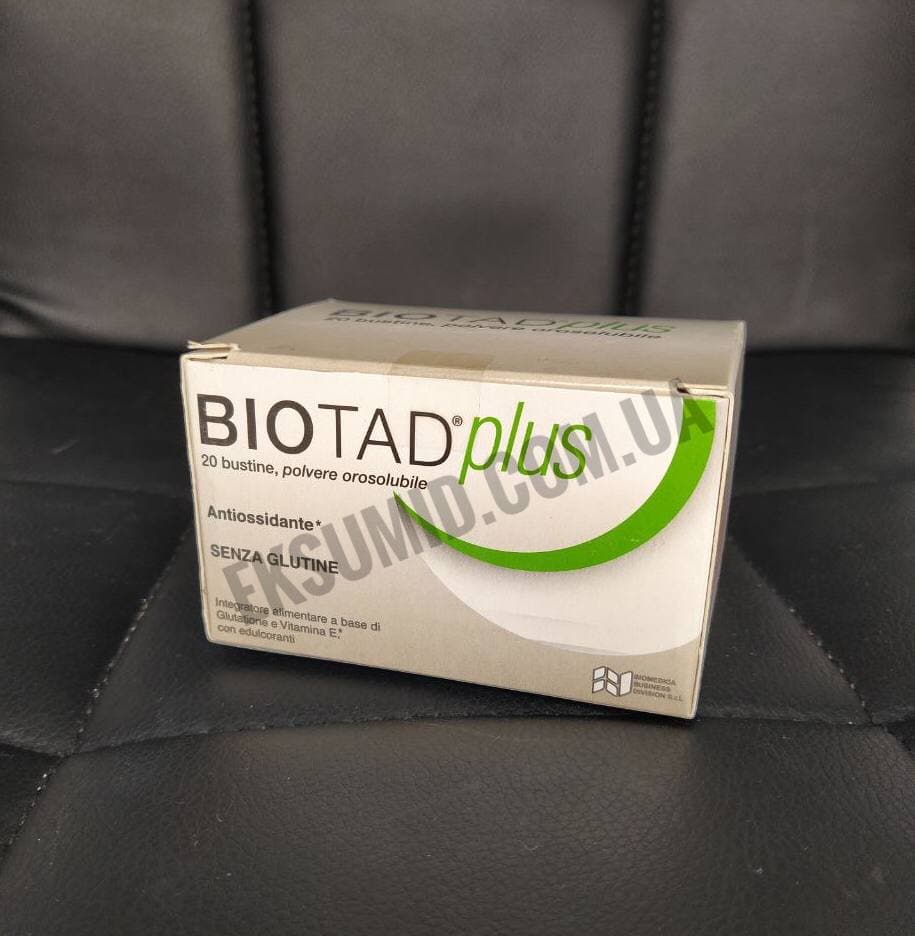 BIOTAD plus
20 bustine, polvere orosolubile
BIOTAD® plus
20 bustine, polvere orosolubile
Antiossidante*
SENZA GLUTINE
Integratore alimentare a base di
Glutatione e Vitamina E,*
con edulcoranti
BIOMEDICA
BUSINESS
DIVISION S.r.l.
FKSUMID.COM.UA